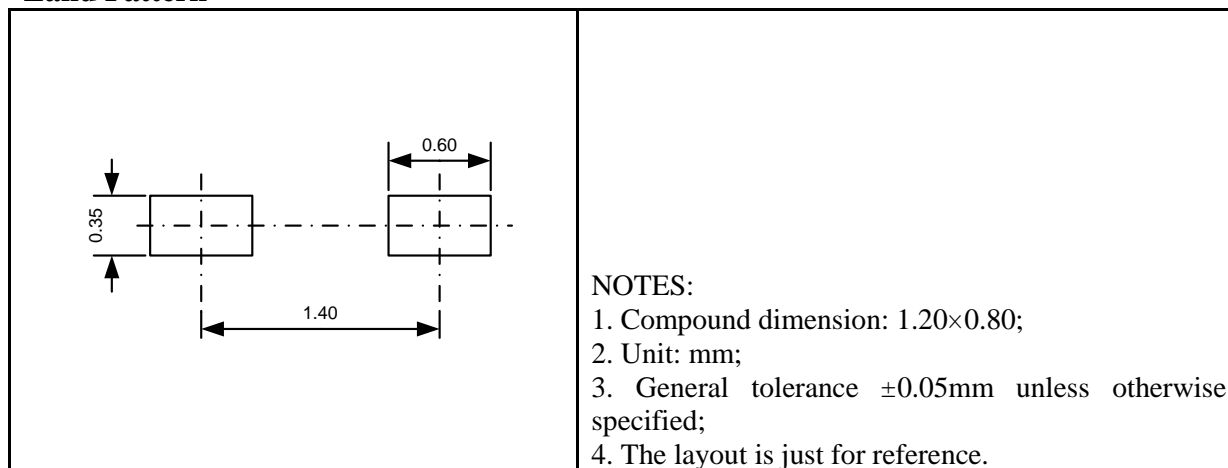 Land Pattern
0.60
0.35
1.40
NOTES:
1. Compound dimension: 1.20×0.80;
2. Unit: mm;
3. General tolerance ±0.05mm unless otherwise
specified;
4. The layout is just for reference.